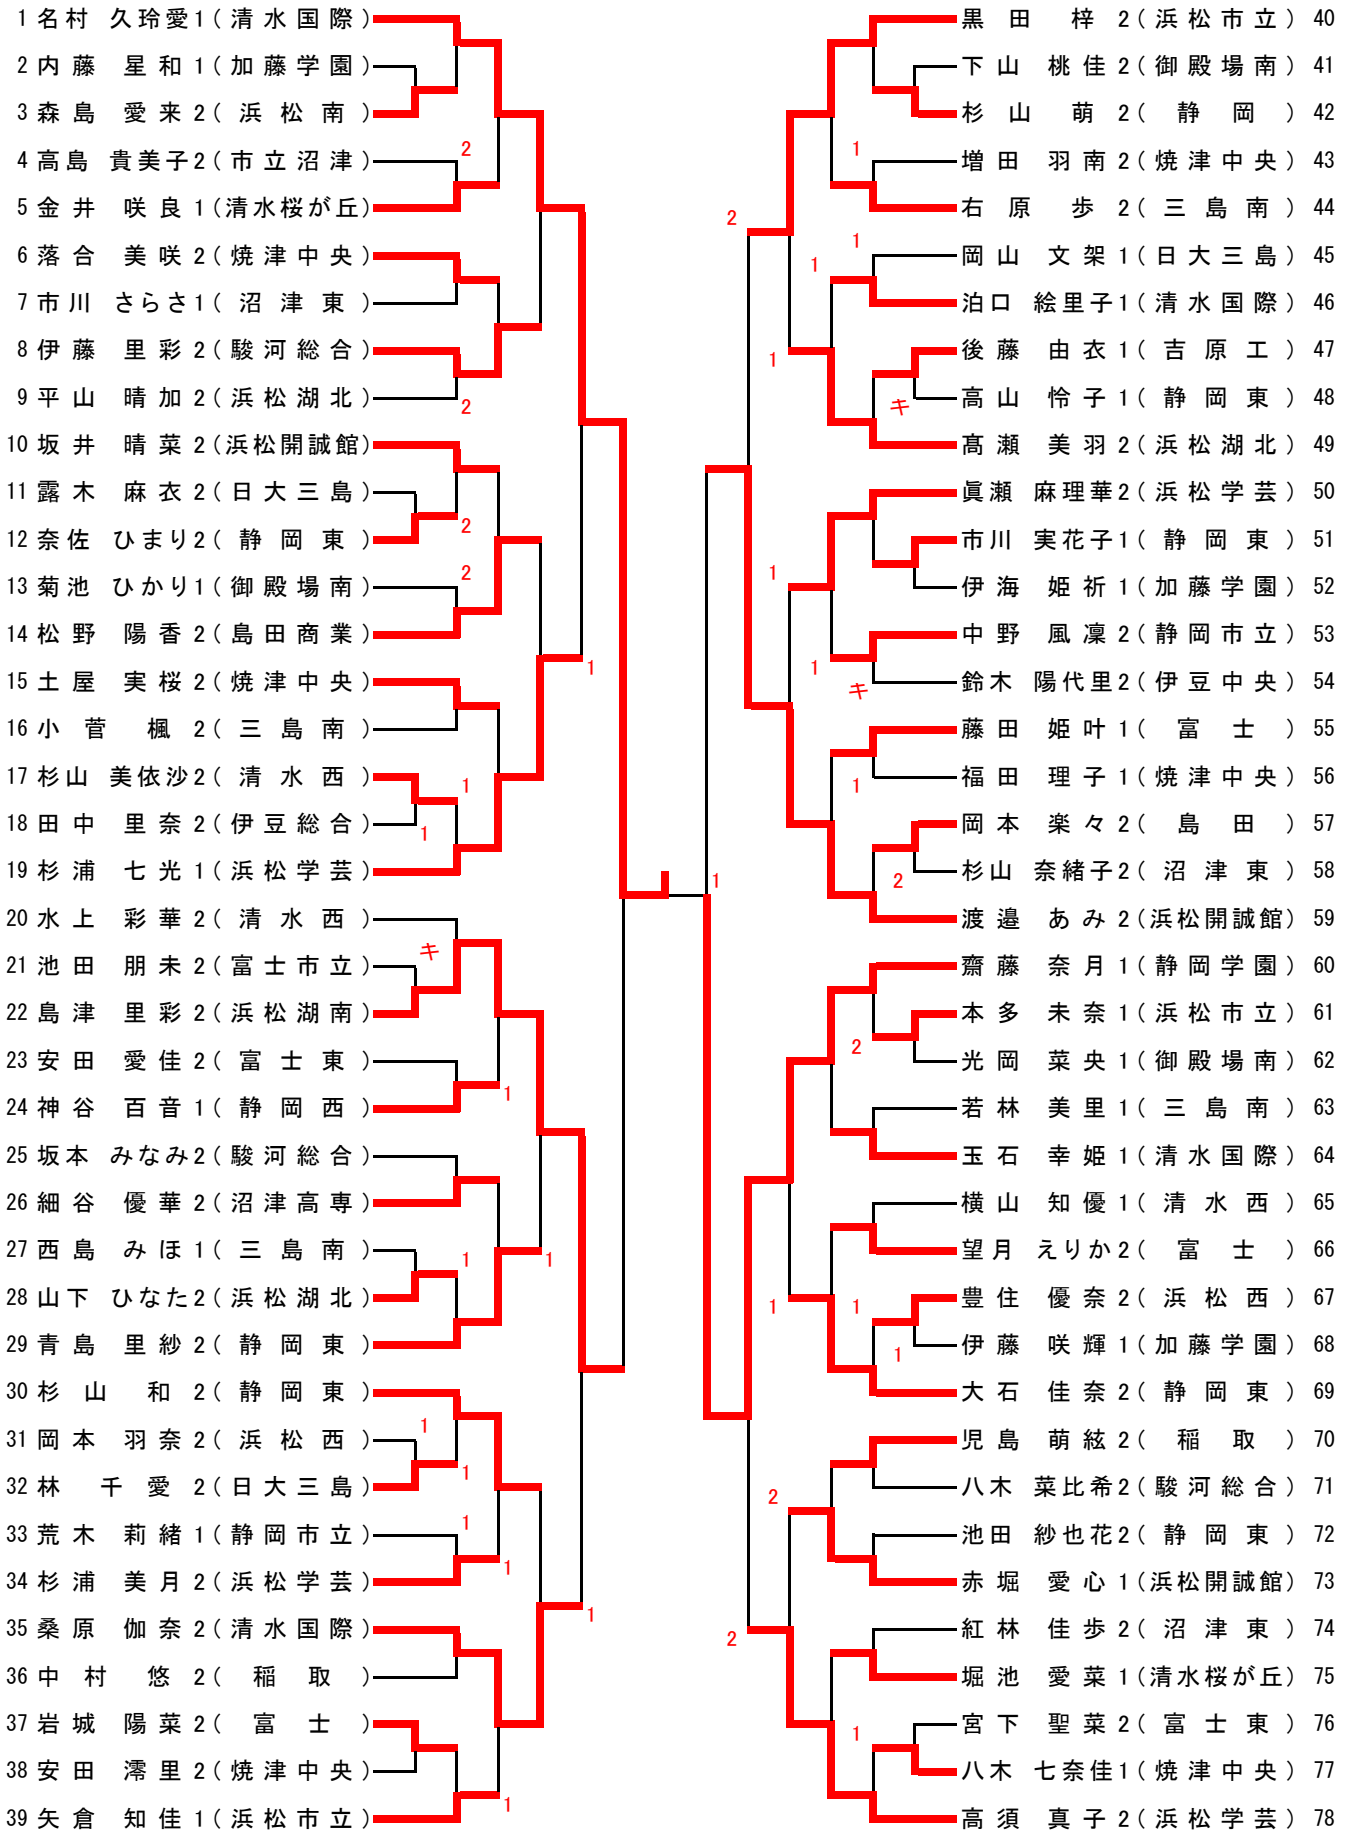 1 名村 久玲愛 1 (清水国際)
2 内藤 星和 1 (加藤学園)
3 森島 愛来 2 (浜松南)
4 高島 貴美子 2 (市立沼津)
2
5 金井 咲良 1 (清水桜が丘)
6 落合 美咲 2 (焼津中央)
7 市川 さらさ 1 (沼津東)
8 伊藤 里彩 2 (駿河総合)
9 平山 晴加 2 (浜松湖北)
2
10 坂井 晴菜 2 (浜松開誠館)
11 露木 麻衣 2 (日大三島)
2
12 奈佐 ひまり 2 (静岡東)
2
13 菊池 ひかり 1 (御殿場南)
14 松野 陽香 2 (島田商業)
1
15 土屋 実桜 2 (焼津中央)
16 小菅 楓 2 (三島南)
17 杉山 美依沙 2 (清水西)
1
18 田中 里奈 2 (伊豆総合)
1
19 杉浦 七光 1 (浜松学芸)
20 水上 彩華 2 (清水西)
キ
21 池田 朋未 2 (富士市立)
22 島津 里彩 2 (浜松湖南)
23 安田 愛佳 2 (富士東)
1
24 神谷 百音 1 (静岡西)
25 坂本 みなみ 2 (駿河総合)
26 細谷 優華 2 (沼津高専)
27 西島 みほ 1 (三島南)
1
1
28 山下 ひなた 2 (浜松湖北)
29 青島 里紗 2 (静岡東)
30 杉山 和 2 (静岡東)
1
31 岡本 羽奈 2 (浜松西)
1
32 林 千愛 2 (日大三島)
1
33 荒木 莉緒 1 (静岡市立)
1
34 杉浦 美月 2 (浜松学芸)
1
35 桑原 伽奈 2 (清水国際)
36 中村 悠 2 (稲取)
37 岩城 陽菜 2 (富士)
38 安田 澪里 2 (焼津中央)
1
39 矢倉 知佳 1 (浜松市立)
1
黒田 梓 2 (浜松市立) 40
下山 桃佳 2 (御殿場南) 41
杉山 萌 2 (静岡) 42
1
増田 羽南 2 (焼津中央) 43
右原 歩 2 (三島南) 44
2
1
岡山 文架 1 (日大三島) 45
1
泊口 絵里子 1 (清水国際) 46
後藤 由衣 1 (吉原工) 47
1
高山 怜子 1 (静岡東) 48
キ
髙瀬 美羽 2 (浜松湖北) 49
眞瀬 麻理華 2 (浜松学芸) 50
市川 実花子 1 (静岡東) 51
1
伊海 姫祈 1 (加藤学園) 52
中野 風凜 2 (静岡市立) 53
1
キ
鈴木 陽代里 2 (伊豆中央) 54
藤田 姫叶 1 (富士) 55
福田 理子 1 (焼津中央) 56
1
岡本 楽々 2 (島田) 57
杉山 奈緒子 2 (沼津東) 58
2
渡邉 あみ 2 (浜松開誠館) 59
齋藤 奈月 1 (静岡学園) 60
本多 未奈 1 (浜松市立) 61
2
光岡 菜央 1 (御殿場南) 62
若林 美里 1 (三島南) 63
玉石 幸姫 1 (清水国際) 64
横山 知優 1 (清水西) 65
望月 えりか 2 (富士) 66
1
1
豊住 優奈 2 (浜松西) 67
伊藤 咲輝 1 (加藤学園) 68
1
大石 佳奈 2 (静岡東) 69
児島 萌絃 2 (稲取) 70
八木 菜比希 2 (駿河総合) 71
2
池田 紗也花 2 (静岡東) 72
赤堀 愛心 1 (浜松開誠館) 73
紅林 佳歩 2 (沼津東) 74
2
堀池 愛菜 1 (清水桜が丘) 75
宮下 聖菜 2 (富士東) 76
1
八木 七奈佳 1 (焼津中央) 77
高須 真子 2 (浜松学芸) 78